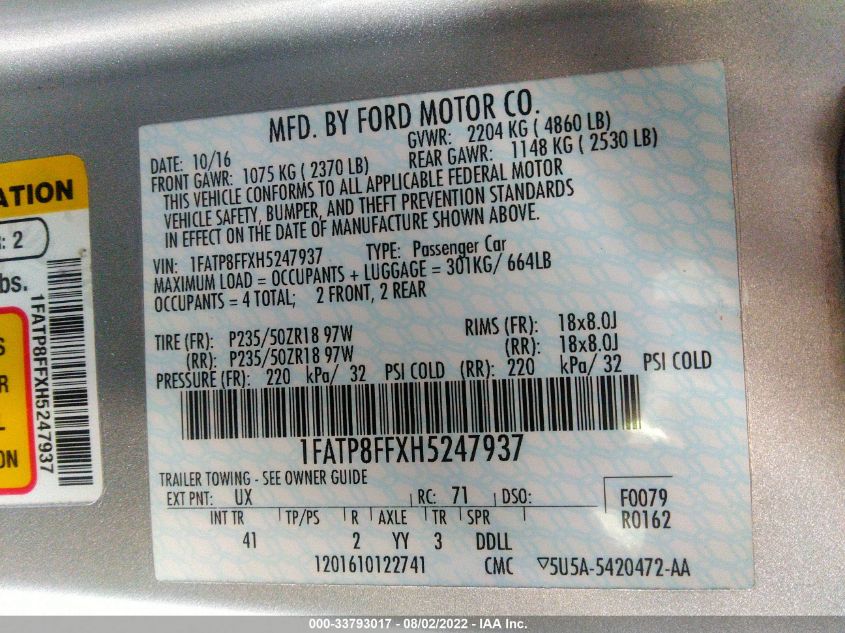 MFD. BY FORD MOTOR CO.
DATE: 10/16
GVWR: 2204 KG ( 4860 LB)
FRONT GAWR: 1075 KG ( 2370 LB)
REAR GAWR: 1148 KG ( 2530 LB)
THIS VEHICLE CONFORMS TO ALL APPLICABLE FEDERAL MOTOR
VEHICLE SAFETY, BUMPER, AND THEFT PREVENTION STANDARDS
IN EFFECT ON THE DATE OF MANUFACTURE SHOWN ABOVE.
VIN: 1FATP8FFXH5247937 TYPE: Passenger Car
MAXIMUM LOAD = OCCUPANTS + LUGGAGE = 301KG/ 664LB
OCCUPANTS = 4 TOTAL; 2 FRONT, 2 REAR
TIRE (FR): P235/50ZR18 97W RIMS (FR): 18x8.0J
(RR): P235/50ZR18 97W (RR): 18x8.0J
PRESSURE (FR): 220 kPa/ 32 PSI COLD (RR): 220 kPa/ 32 PSI COLD
1FATP8FFXH5247937
TRAILER TOWING - SEE OWNER GUIDE
EXT PNT: UX RC: 71 DSO: F0079
R0162
INT TR TP/PS R AXLE TR SPR
41 2 YY 3 DDLL
1201610122741 CMC ▽5U5A-5420472-AA
ATION
: 2
bs.
1FATP8FFXH5247937
S
R
L
ON
000-33793017 - 08/02/2022 - IAA Inc.